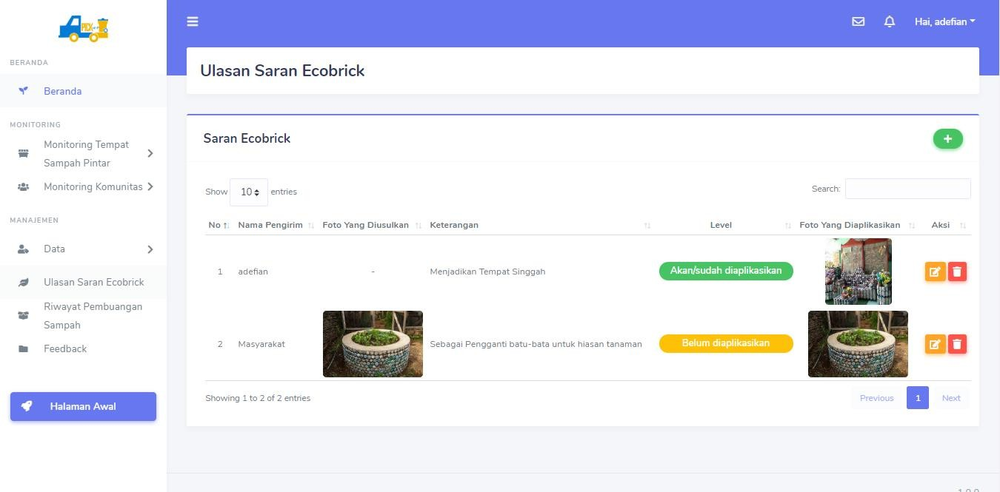 PICK
Hai, adefian
BERANDA
Beranda
MONITORING
Monitoring Tempat
Sampah Pintar
Monitoring Komunitas
MANAJEMEN
Data
Ulasan Saran Ecobrick
Riwayat Pembuangan
Sampah
Feedback
Halaman Awal
Ulasan Saran Ecobrick
Saran Ecobrick
Show 10 entries
Search:
No Nama Pengirim Foto Yang Diusulkan Keterangan Level Foto Yang Diaplikasikan Aksi
1 adefian - Menjadikan Tempat Singgah Akan/sudah diaplikasikan
2 Masyarakat Sebagai Pengganti batu-bata untuk hiasan tanaman Belum diaplikasikan
Showing 1 to 2 of 2 entries
Previous 1 Next